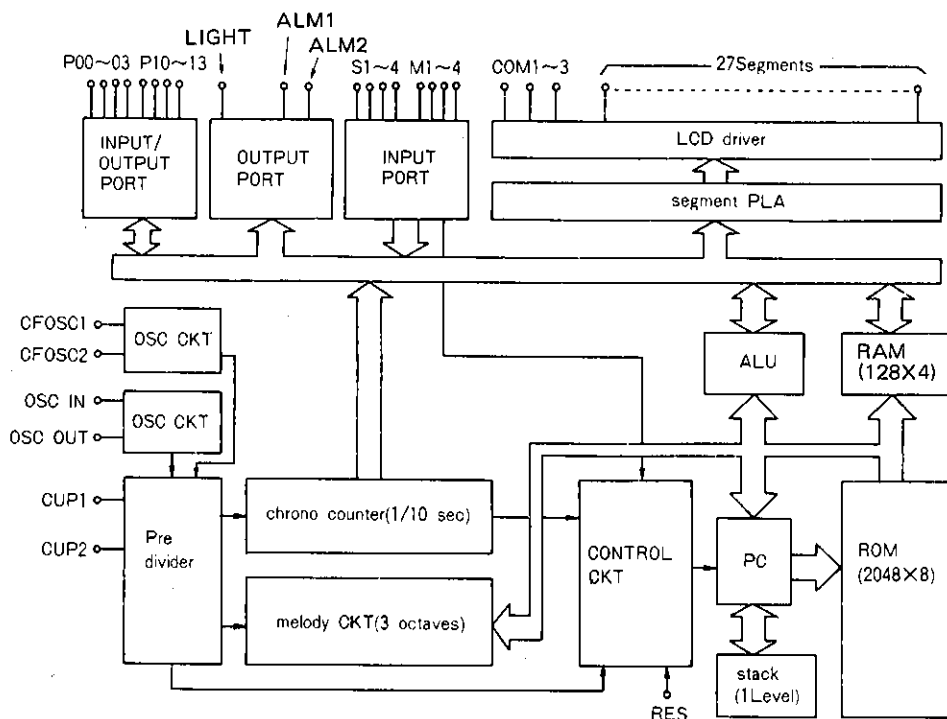 LIGHT
ALM1
ALM2
P00~03 P10~13
S1~4 M1~4
COM1~3
27Segments
INPUT/
OUTPUT
PORT
OUTPUT
PORT
INPUT
PORT
LCD driver
segment PLA
CFOSC1
CFOSC2
OSC CKT
OSC IN
OSC OUT
OSC CKT
ALU
RAM
(128X4)
CUP1
CUP2
Pre
divider
chrono counter(1/10 sec)
melody CKT(3 octaves)
CONTROL
CKT
PC
ROM
(2048×8)
stack
(1Level)
RES